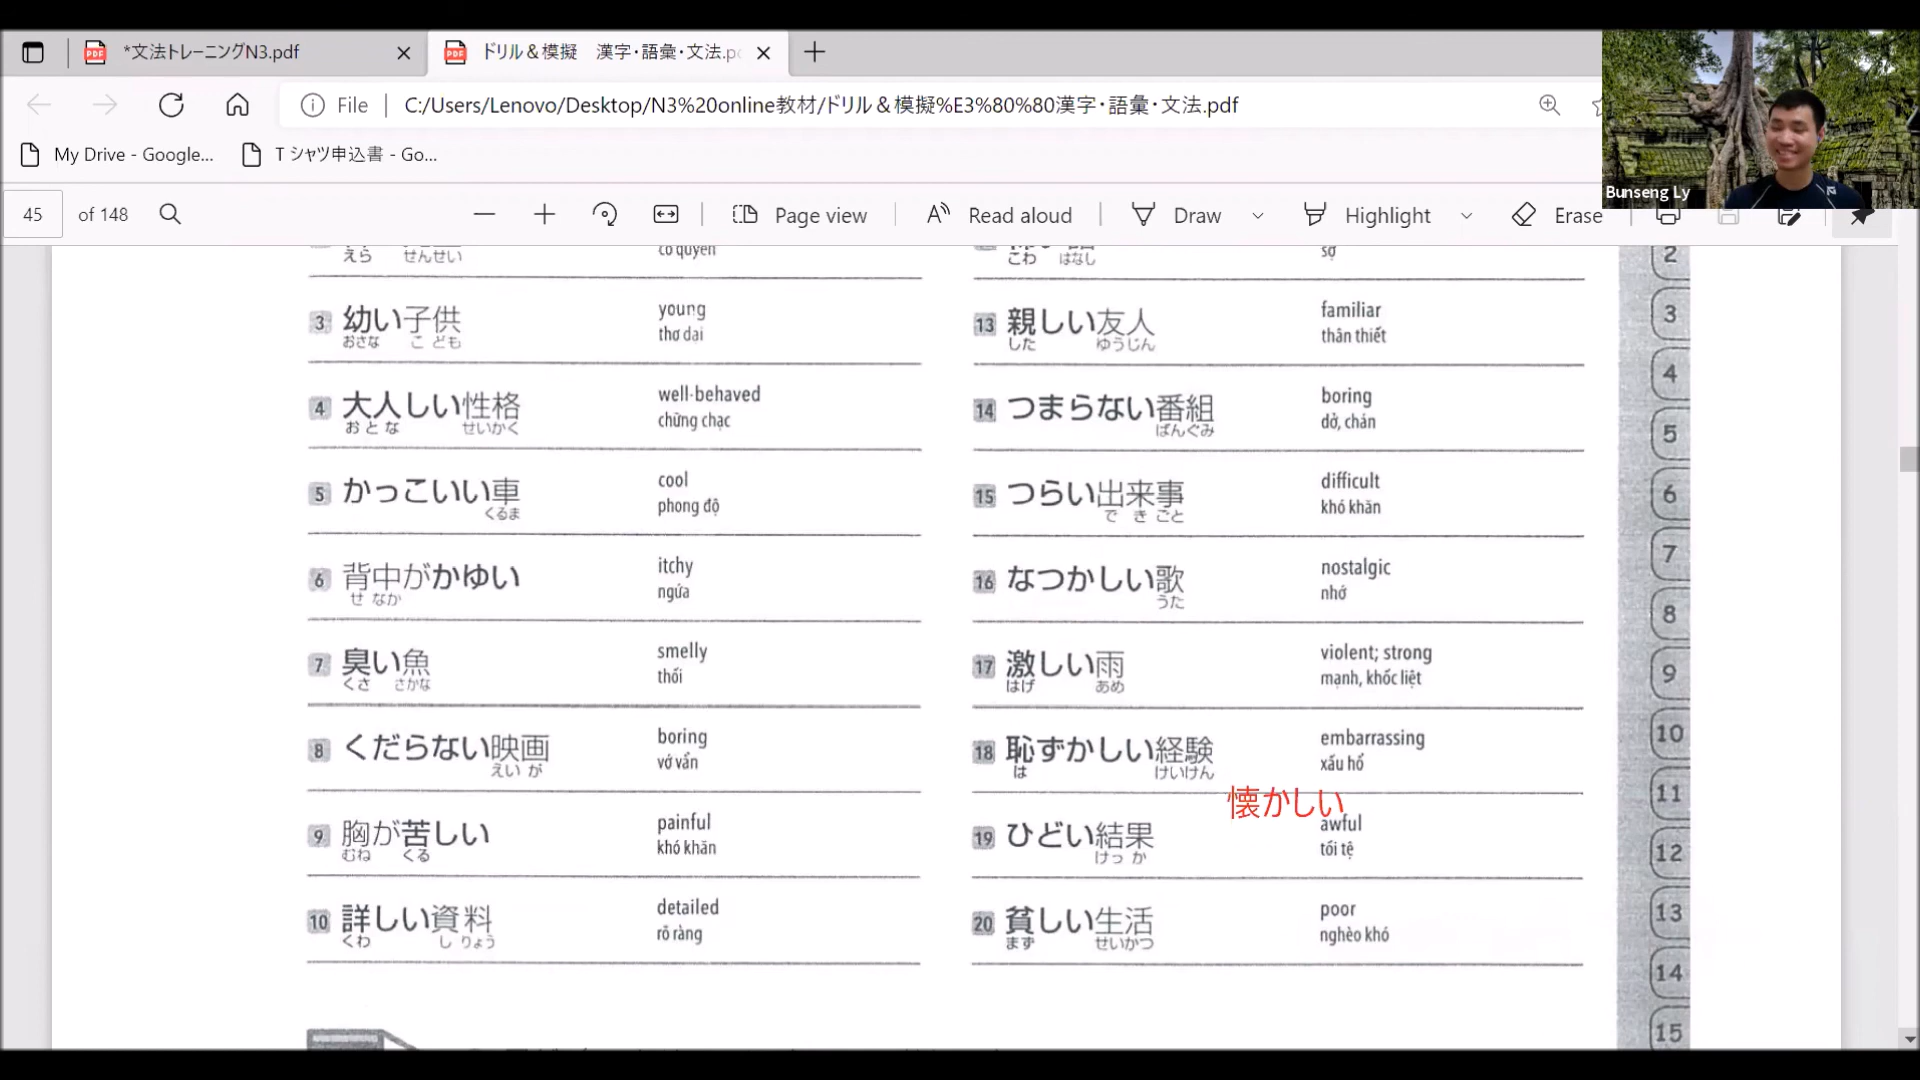 *文法トレーニングN3.pdf
ドリル&模擬 漢字・語彙・文法.p
File
C:/Users/Lenovo/Desktop/N3%20online教材/ドリル&模擬%E3%80%80漢字・語彙・文法.pdf
My Drive - Google...
Tシャツ申込書 - Go...
Bunseng Ly
45 of 148
Page view
Read aloud
Draw
Highlight
Erase
えら せんせい
こわ はなし
sợ
3 幼い子供
おさな こ ども
young
thơ dại
4 大人しい性格
お と な せいかく
well-behaved
chững chạc
5 かっこいい車
くるま
cool
phong độ
6 背中がかゆい
せ なか
itchy
ngứa
7 臭い魚
くさ さかな
smelly
thối
8 くだらない映画
えい が
boring
vớ vẩn
9 胸が苦しい
むね くる
painful
khó khăn
10 詳しい資料
くわ し りょう
detailed
rõ ràng
13 親しい友人
した ゆうじん
familiar
thân thiết
14 つまらない番組
ばんぐみ
boring
dở, chán
15 つらい出来事
で き ごと
difficult
khó khăn
16 なつかしい歌
うた
nostalgic
nhớ
17 激しい雨
はげ あめ
violent; strong
mạnh, khốc liệt
18 恥ずかしい経験
は けいけん
embarrassing
xấu hổ
懐かしい
19 ひどい結果
けっ か
awful
tồi tệ
20 貧しい生活
まず せいかつ
poor
nghèo khó
2
3
4
5
6
7
8
9
10
11
12
13
14
15